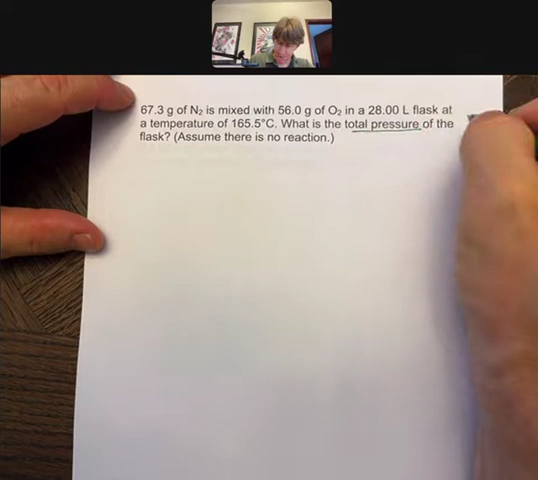 67.3 g of N₂ is mixed with 56.0 g of O₂ in a 28.00 L flask at
a temperature of 165.5°C. What is the total pressure of the
flask? (Assume there is no reaction.)